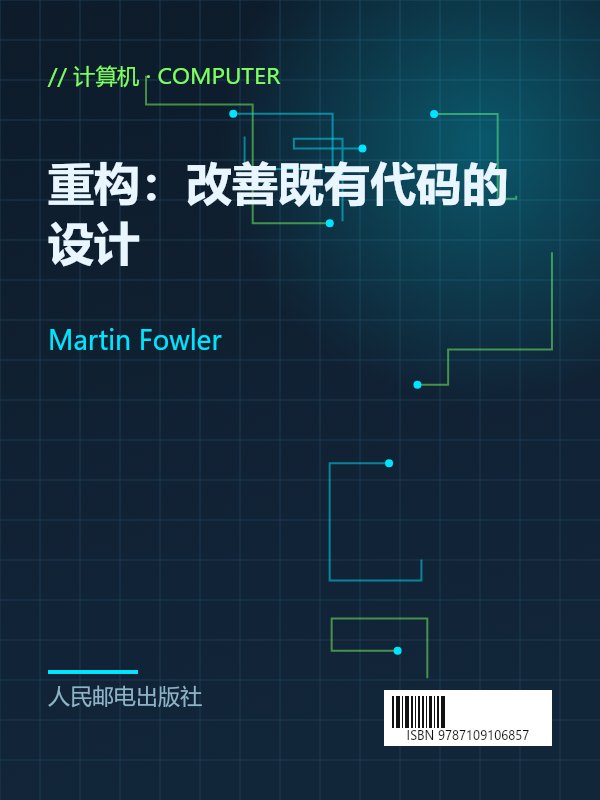 // 计算机 · COMPUTER
重构：改善既有代码的
设计
Martin Fowler
人民邮电出版社
ISBN 9787109106857